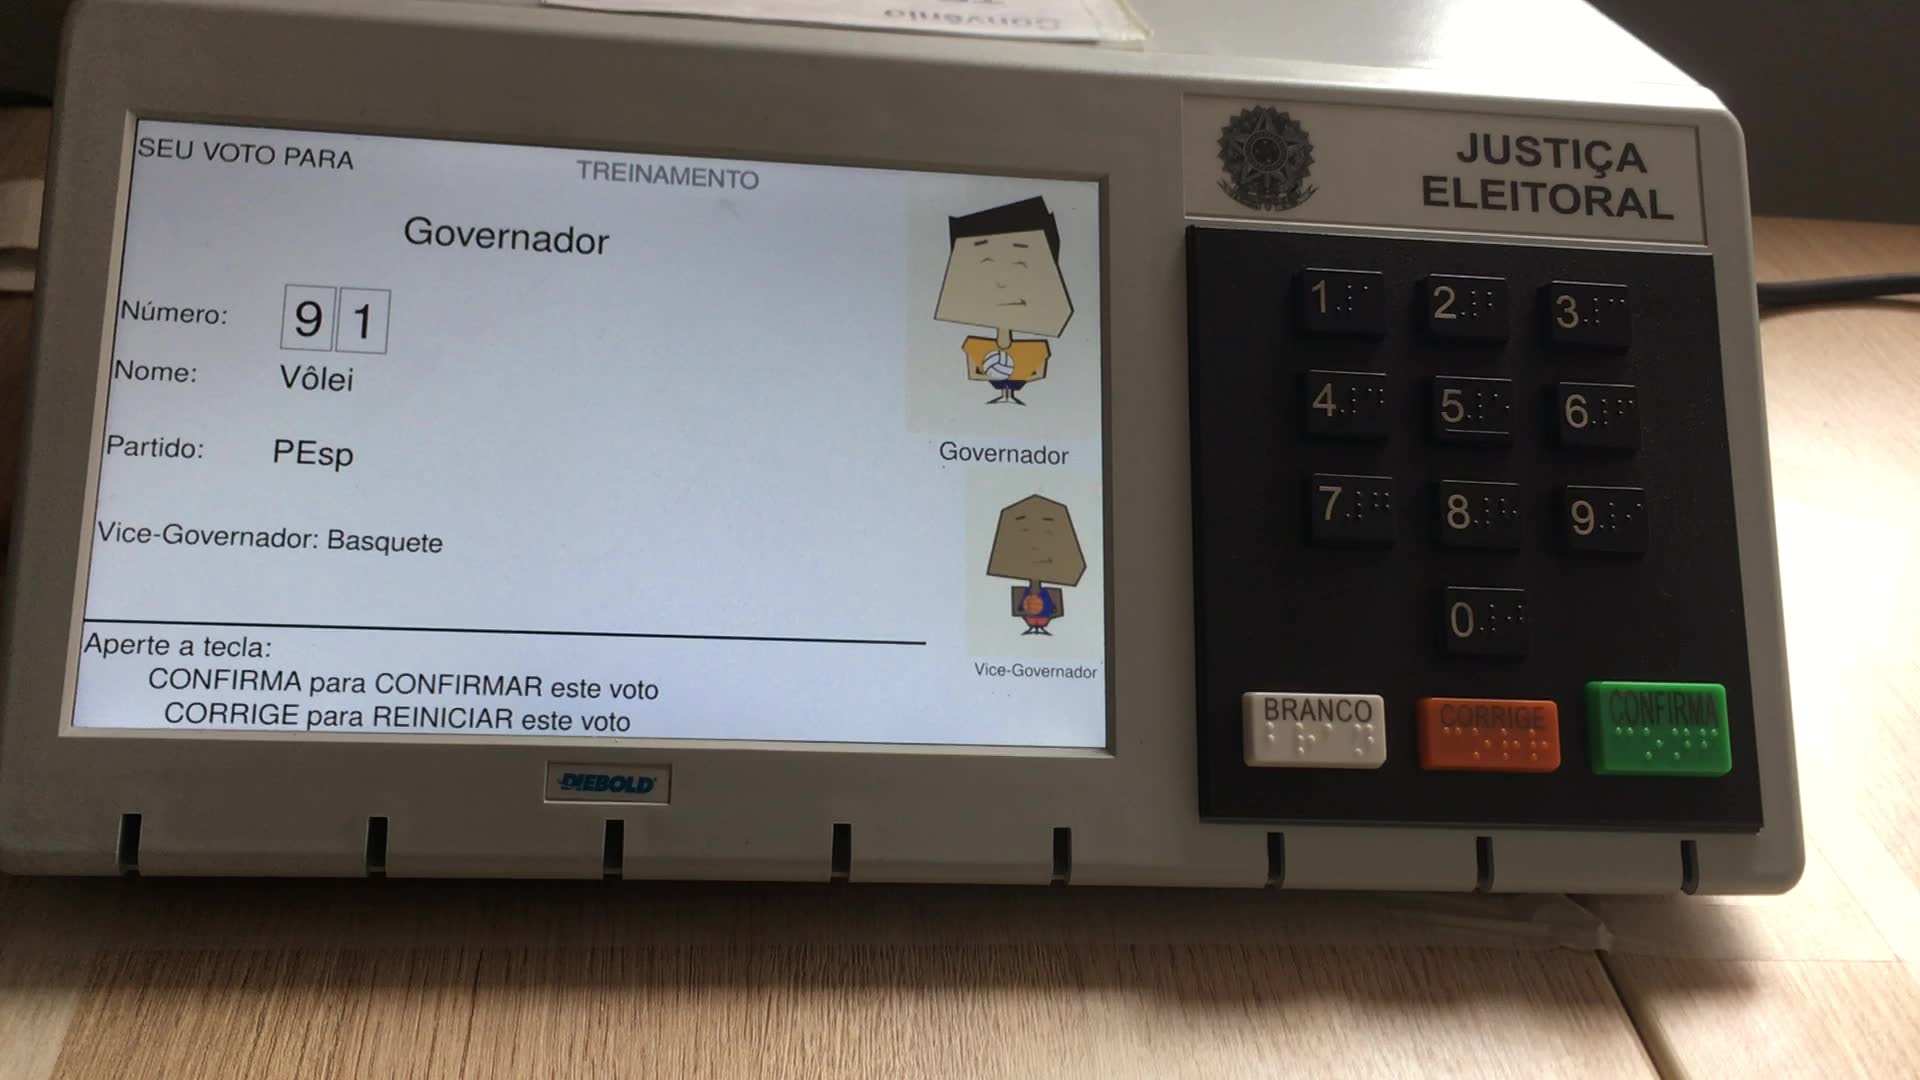 Convênio
SEU VOTO PARA
TREINAMENTO
Governador
Número: 9 1
Nome: Vôlei
Partido: PEsp
Vice-Governador: Basquete
Governador
Vice-Governador
Aperte a tecla:
CONFIRMA para CONFIRMAR este voto
CORRIGE para REINICIAR este voto
DIEBOLD
JUSTIÇA
ELEITORAL
1 2 3
4 5 6
7 8 9
0
BRANCO CORRIGE CONFIRMA